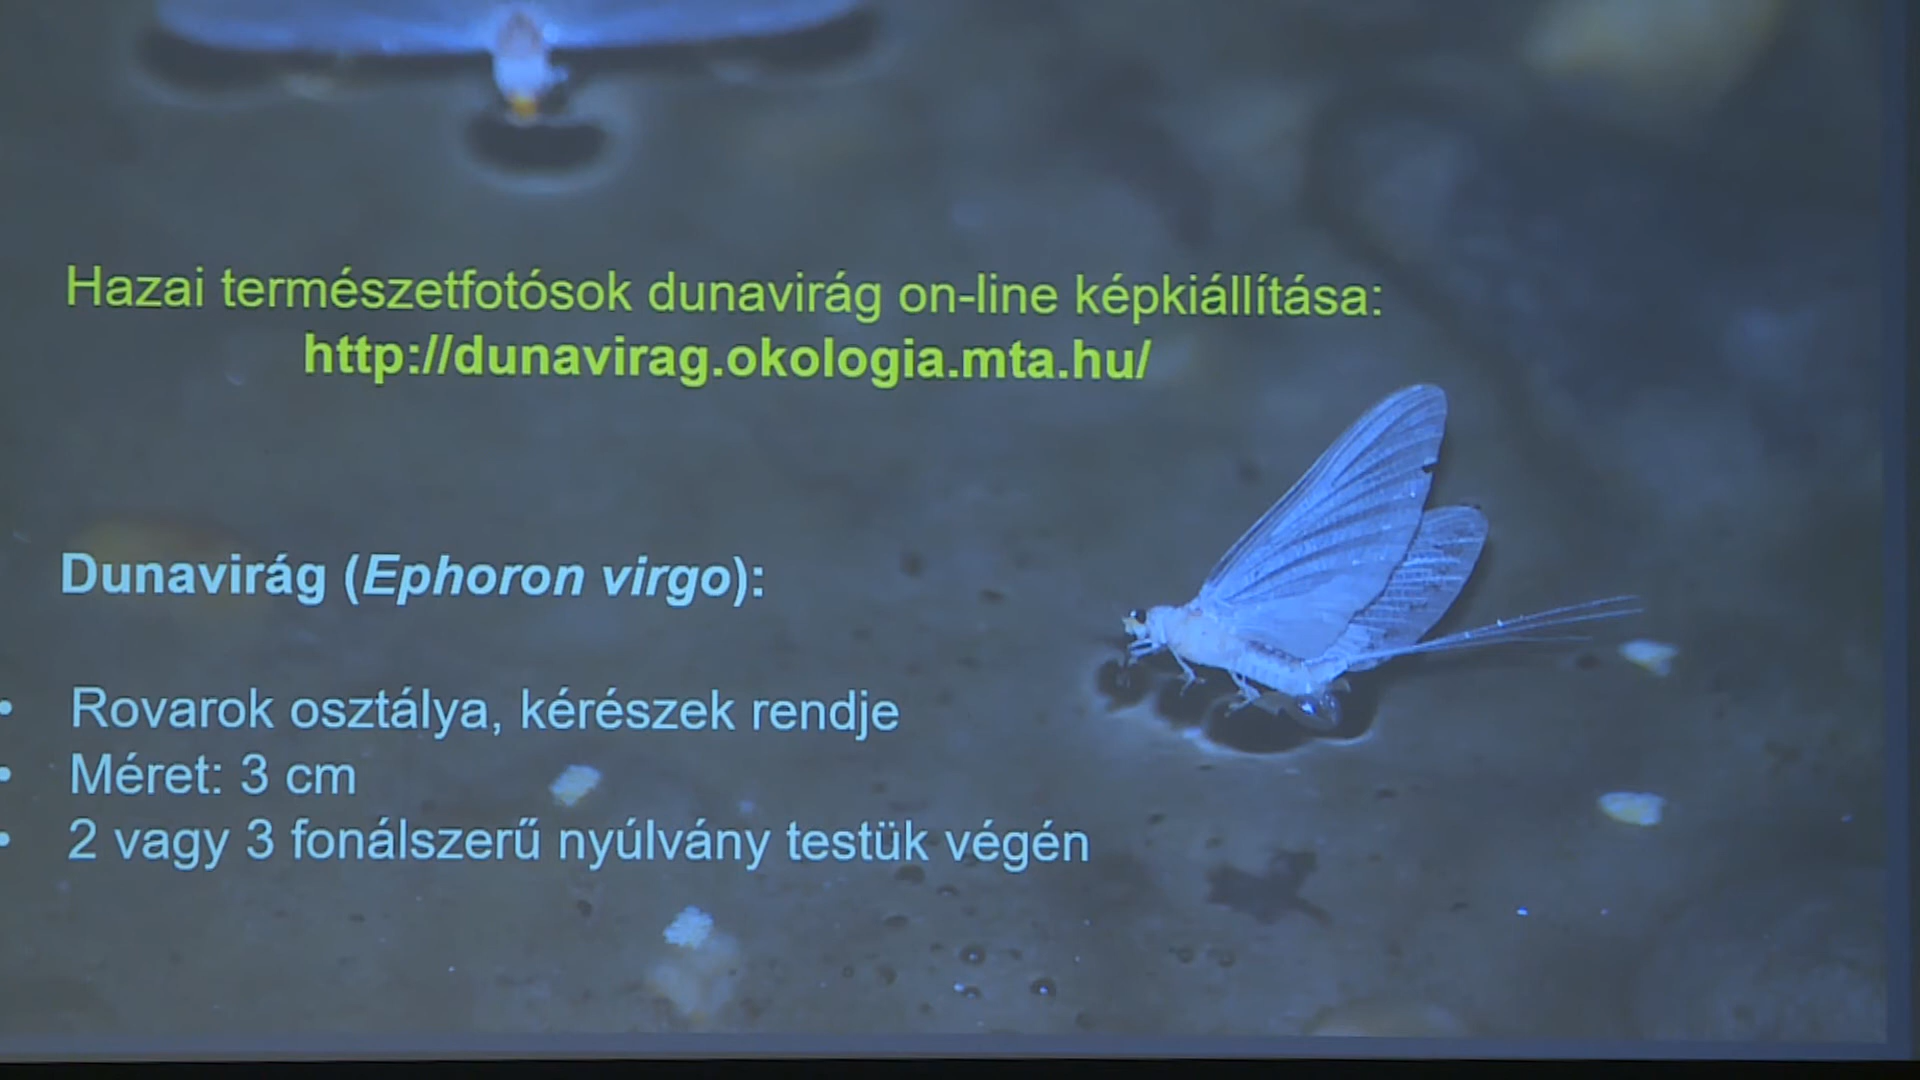 Hazai természetfotósok dunavirág on-line képkiállítása:
http://dunavirag.okologia.mta.hu/
Dunavirág (Ephoron virgo):
• Rovarok osztálya, kérészek rendje
• Méret: 3 cm
• 2 vagy 3 fonálszerű nyúlvány testük végén